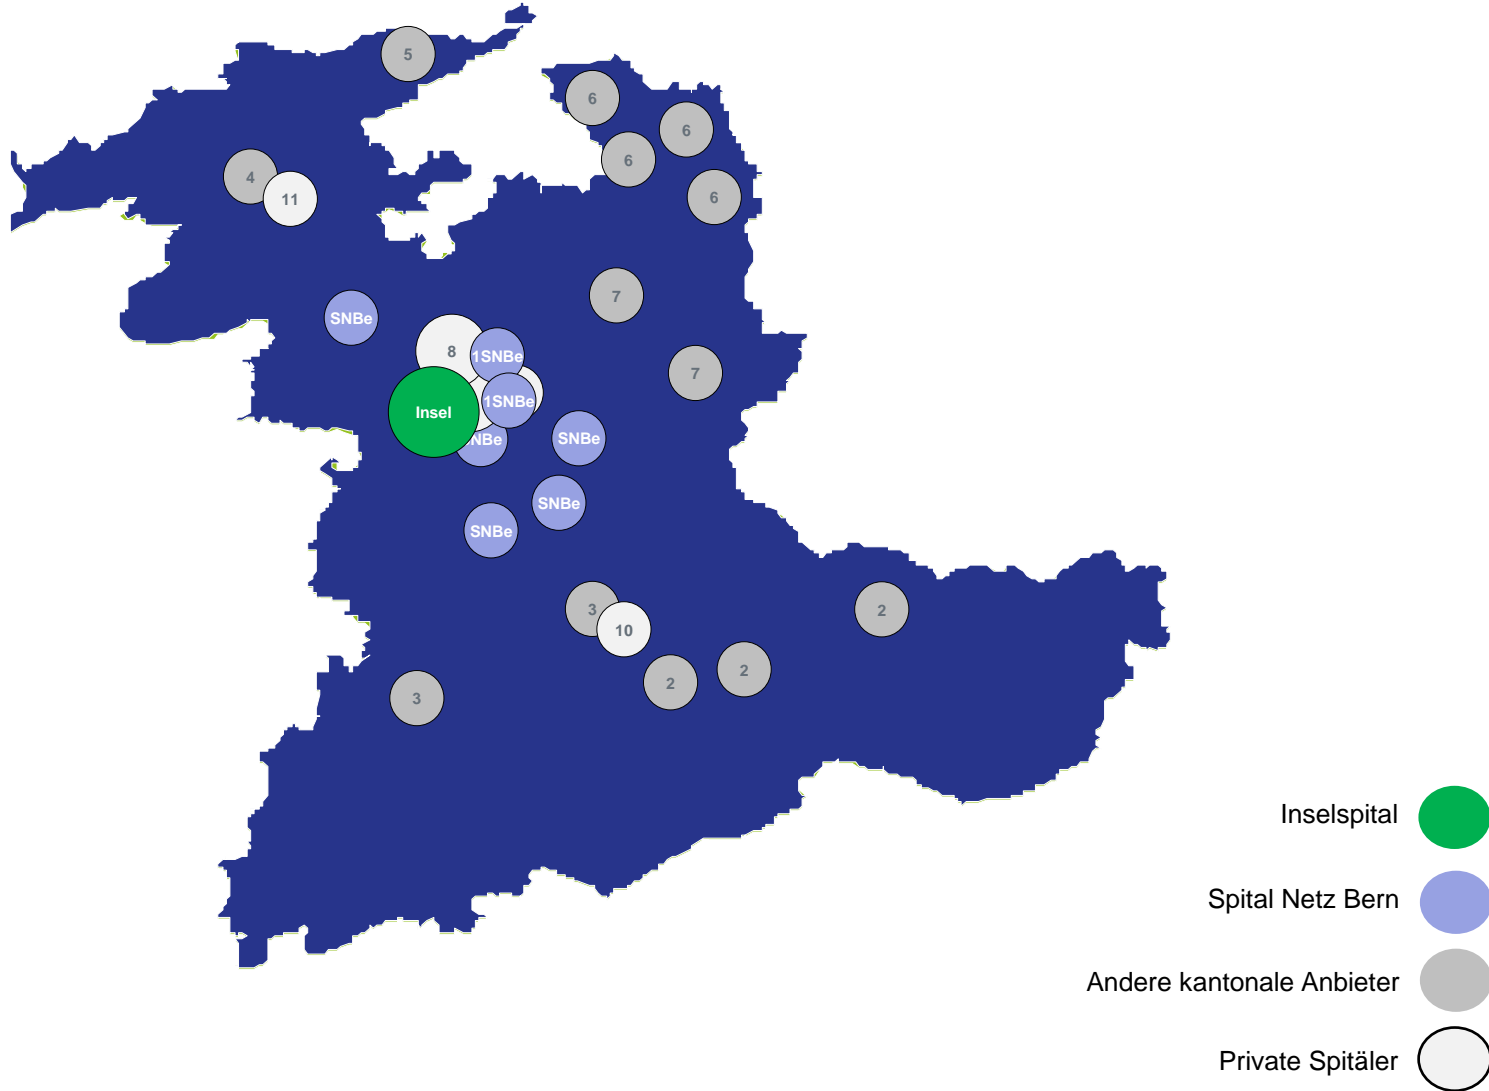 5
6
6
6
4
11
6
7
SNBe
8
1SNBe
7
1SNBe
Insel
NBe
SNBe
SNBe
SNBe
3
2
10
2
2
3
Inselspital
Spital Netz Bern
Andere kantonale Anbieter
Private Spitäler